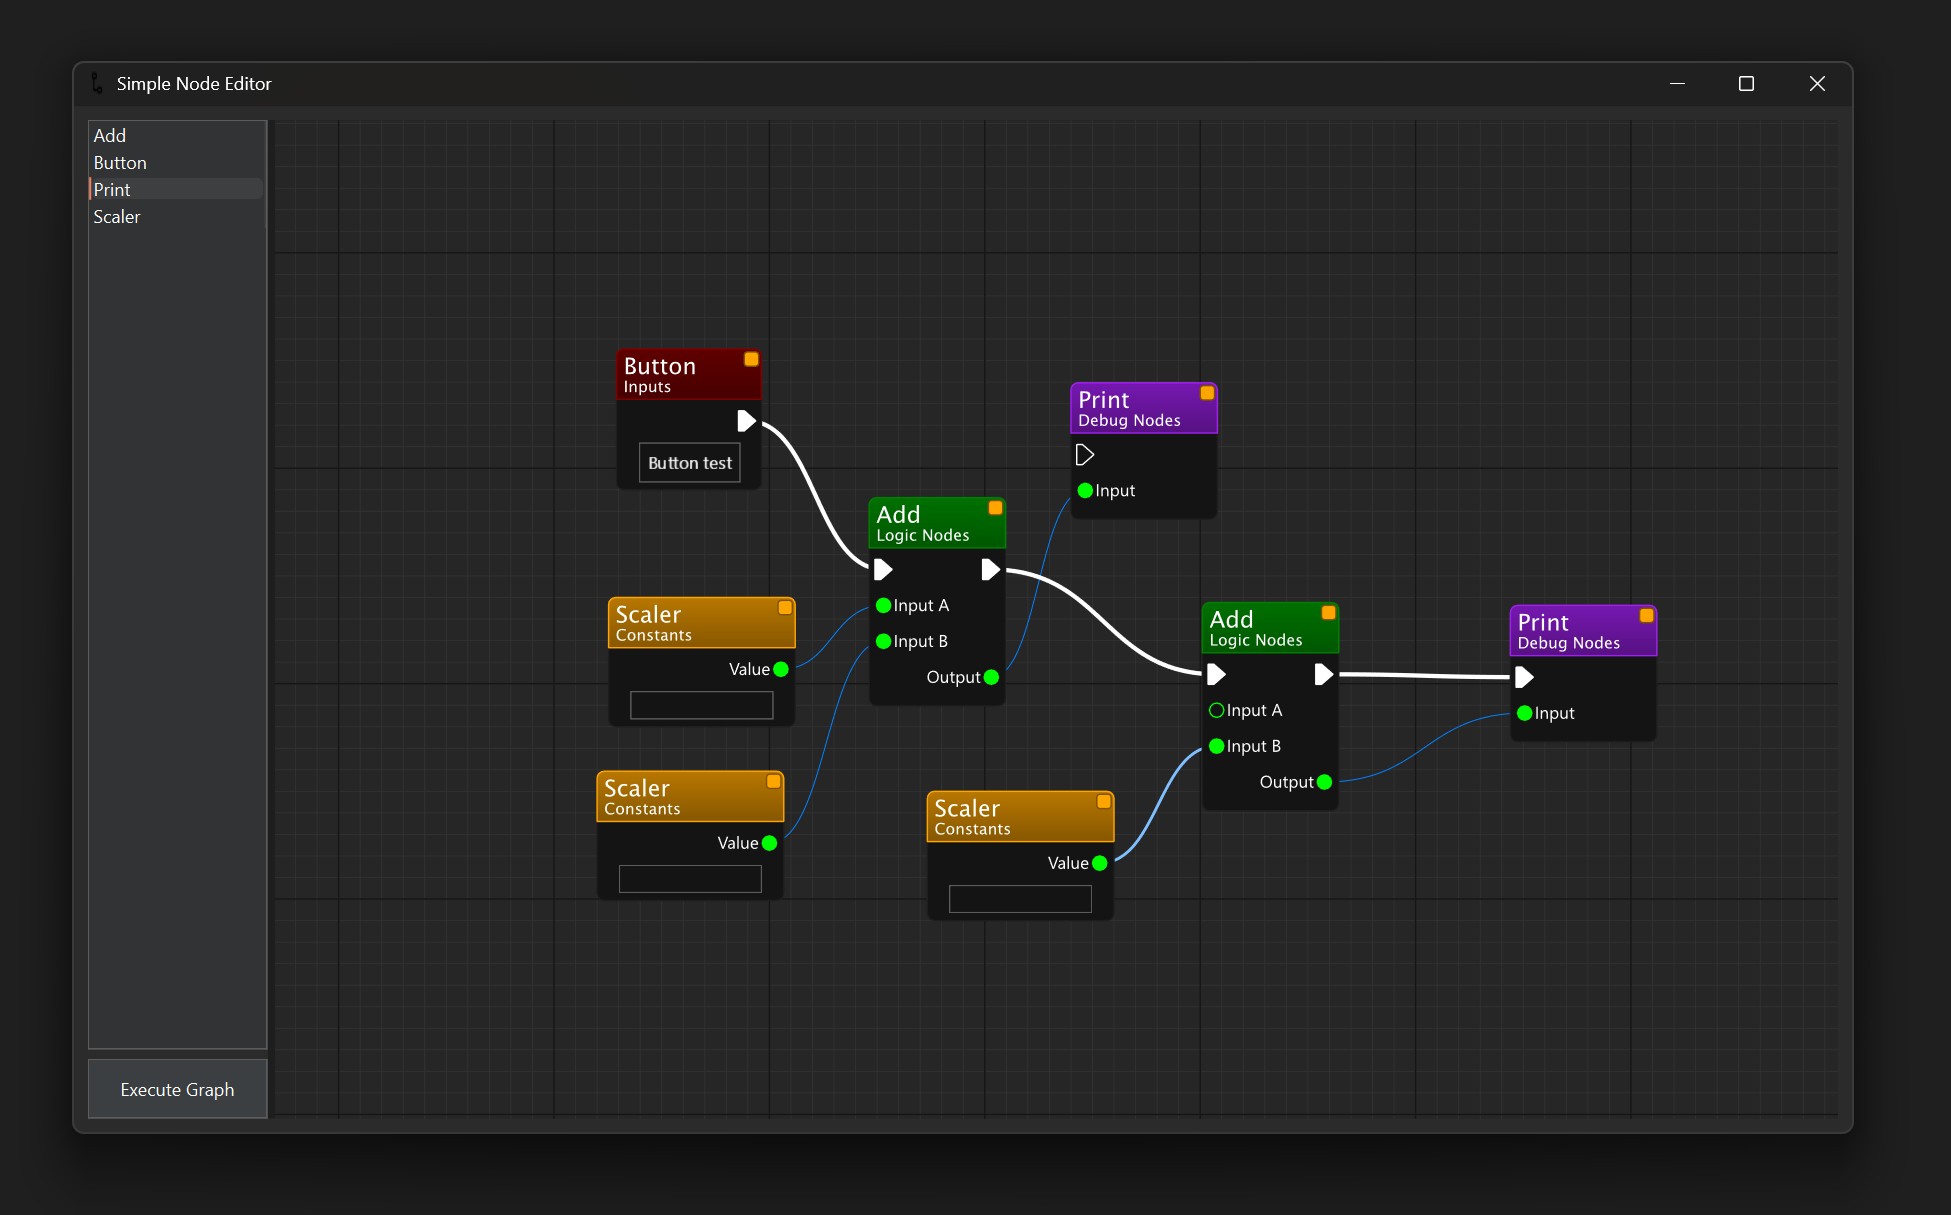 Simple Node Editor
Add
Button
Print
Scaler
Execute Graph
Button
Inputs
Button test
Print
Debug Nodes
Input
Add
Logic Nodes
Input A
Input B
Output
Scaler
Constants
Value
Scaler
Constants
Value
Add
Logic Nodes
Input A
Input B
Output
Print
Debug Nodes
Input
Scaler
Constants
Value